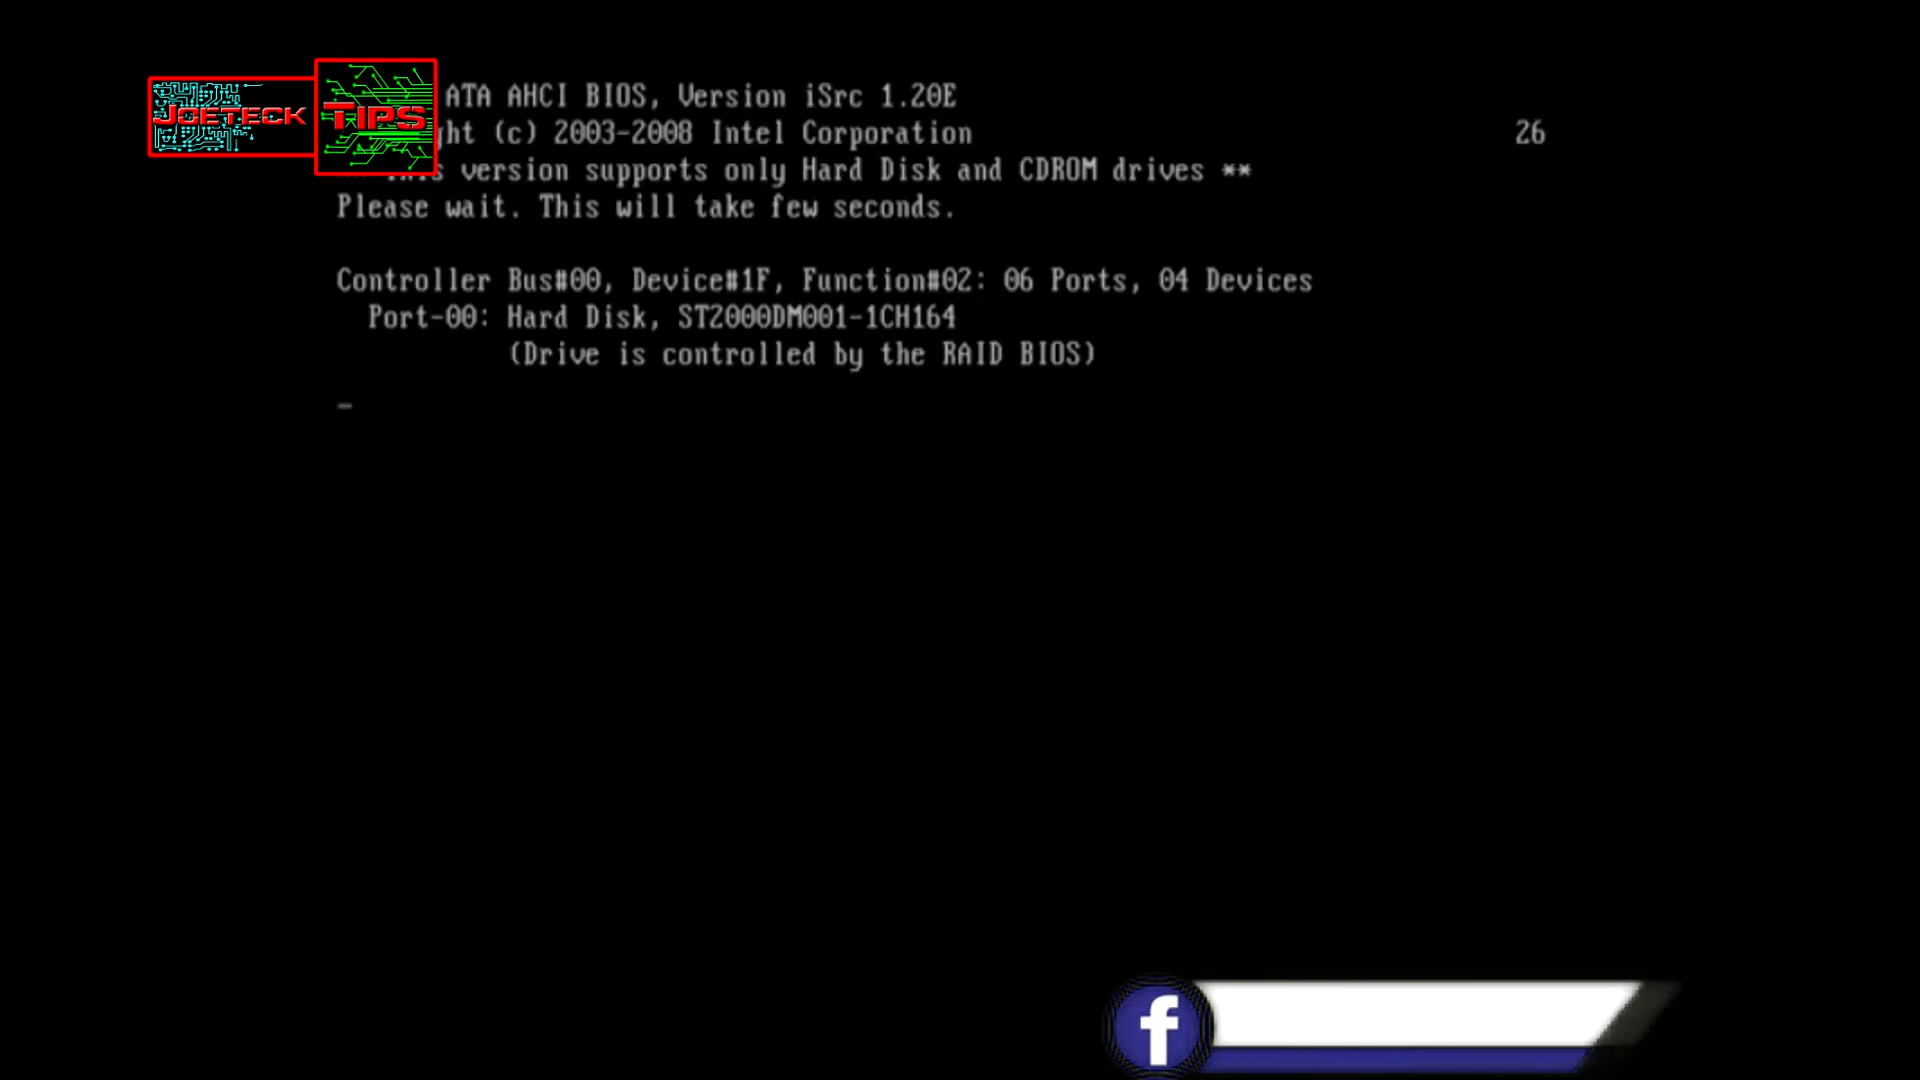 JOETECK TIPS
ATA AHCI BIOS, Version iSrc 1.20E
(c) 2003-2008 Intel Corporation 26
version supports only Hard Disk and CDROM drives **
Please wait. This will take few seconds.
Controller Bus#00, Device#1F, Function#02: 06 Ports, 04 Devices
Port-00: Hard Disk, ST2000DM001-1CH164
(Drive is controlled by the RAID BIOS)
_
f